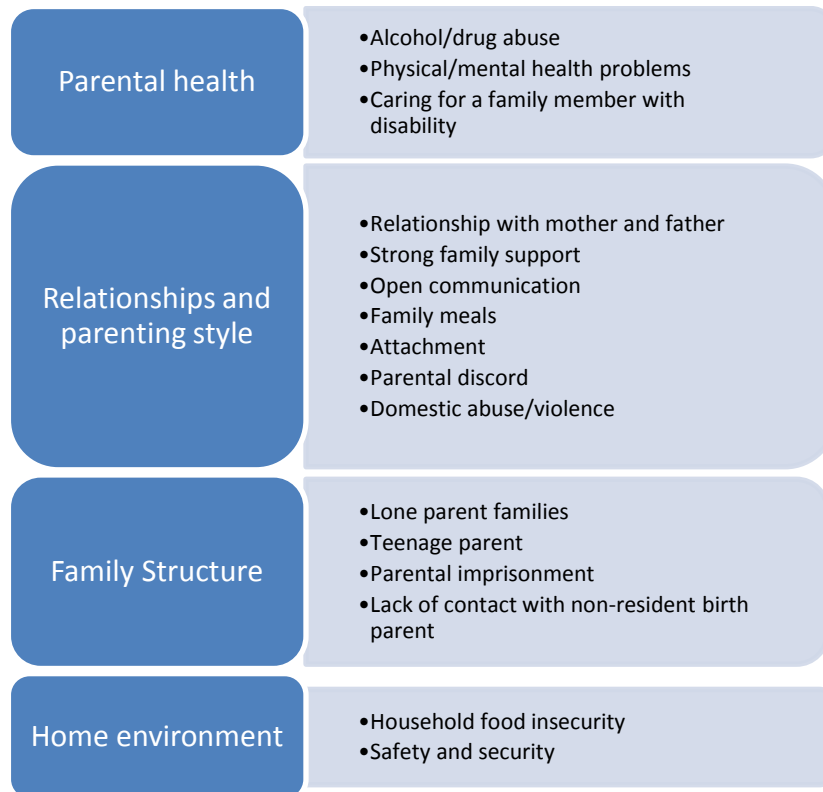 Parental health
•Alcohol/drug abuse
•Physical/mental health problems
•Caring for a family member with
disability
Relationships and
parenting style
•Relationship with mother and father
•Strong family support
•Open communication
•Family meals
•Attachment
•Parental discord
•Domestic abuse/violence
Family Structure
•Lone parent families
•Teenage parent
•Parental imprisonment
•Lack of contact with non-resident birth
parent
Home environment
•Household food insecurity
•Safety and security